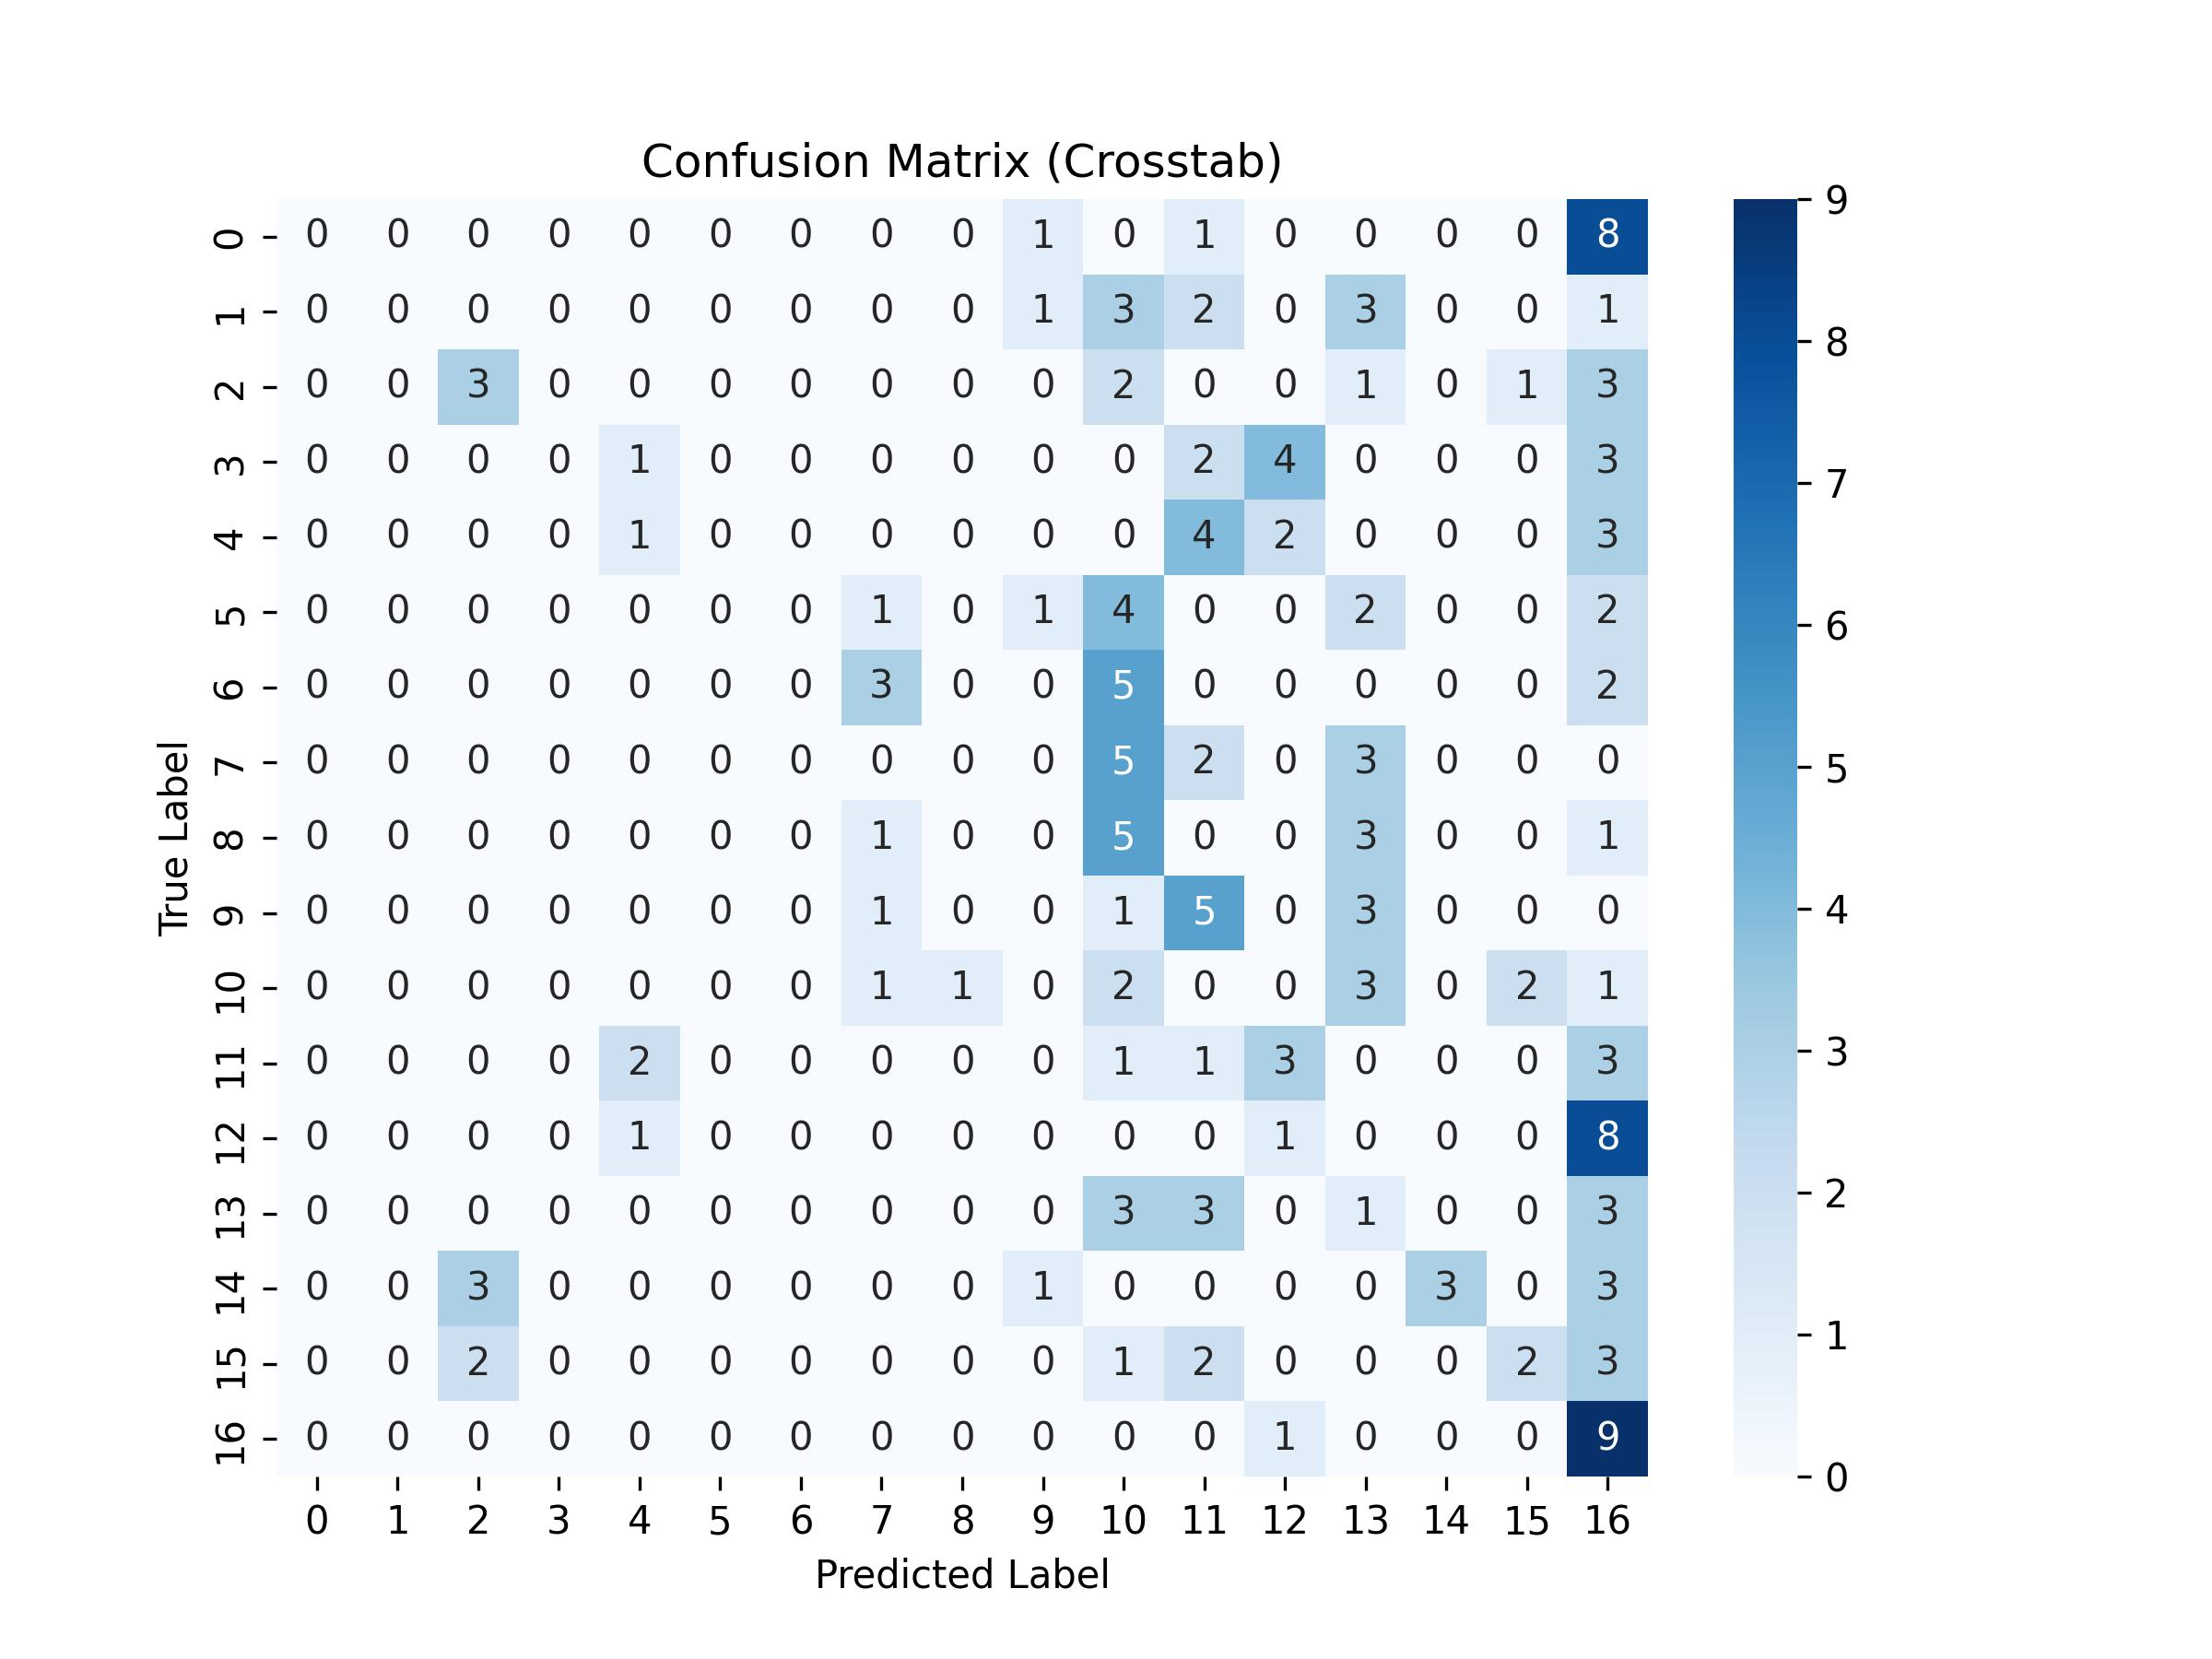 Confusion Matrix (Crosstab)
0 0 0 0 0 0 0 0 0 0 1 0 1 0 0 0 0 8
1 0 0 0 0 0 0 0 0 0 1 3 2 0 3 0 0 1
2 0 0 3 0 0 0 0 0 0 0 2 0 0 1 0 1 3
3 0 0 0 0 1 0 0 0 0 0 0 2 4 0 0 0 3
4 0 0 0 0 1 0 0 0 0 0 0 4 2 0 0 0 3
5 0 0 0 0 0 0 0 1 0 1 4 0 0 2 0 0 2
6 0 0 0 0 0 0 0 3 0 0 5 0 0 0 0 0 2
7 0 0 0 0 0 0 0 0 0 0 5 2 0 3 0 0 0
8 0 0 0 0 0 0 0 1 0 0 5 0 0 3 0 0 1
9 0 0 0 0 0 0 0 1 0 0 1 5 0 3 0 0 0
10 0 0 0 0 0 0 0 1 1 0 2 0 0 3 0 2 1
11 0 0 0 0 2 0 0 0 0 0 1 1 3 0 0 0 3
12 0 0 0 0 1 0 0 0 0 0 0 0 1 0 0 0 8
13 0 0 0 0 0 0 0 0 0 0 3 3 0 1 0 0 3
14 0 0 3 0 0 0 0 0 0 1 0 0 0 0 3 0 3
15 0 0 2 0 0 0 0 0 0 0 1 2 0 0 0 2 3
16 0 0 0 0 0 0 0 0 0 0 0 0 1 0 0 0 9
0 1 2 3 4 5 6 7 8 9 10 11 12 13 14 15 16
Predicted Label
True Label
9
8
7
6
5
4
3
2
1
0